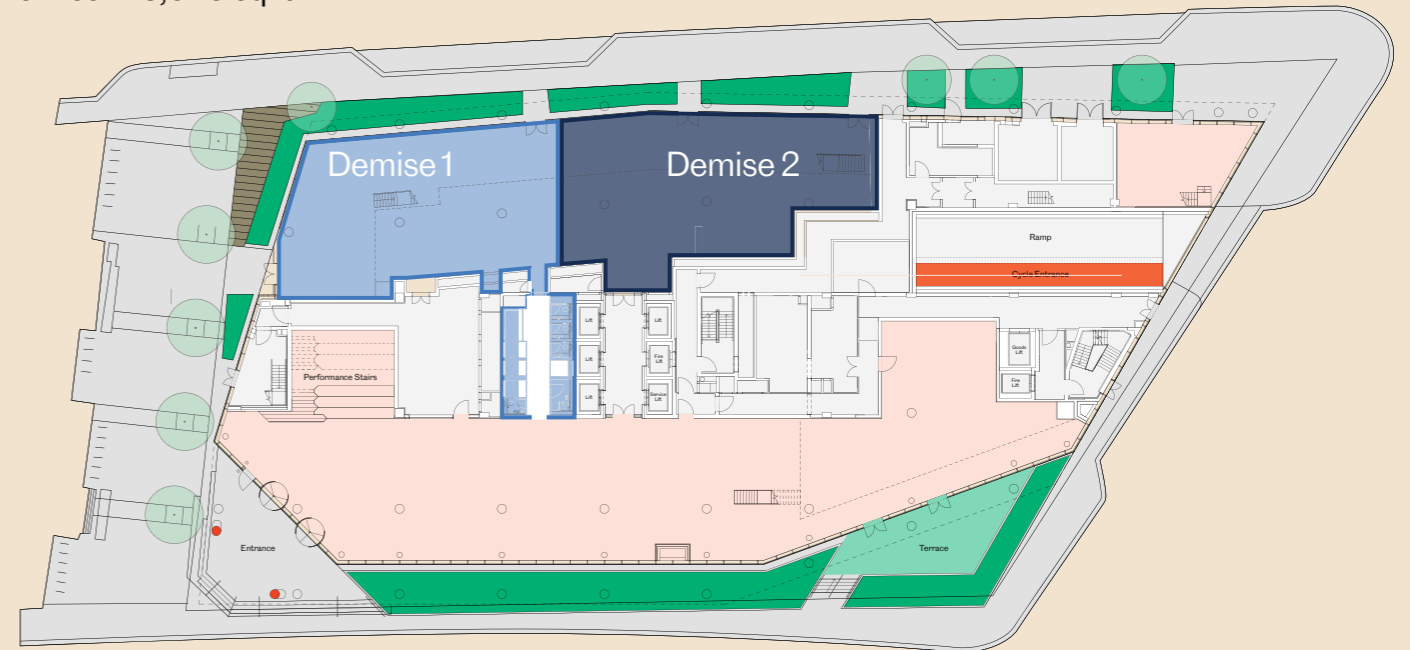 Demise 1
Demise 2
Ramp
Cycle Entrance
Lift
Lift
Lift
Fire
Lift
Goods
Lift
Performance Stairs
Fire
Lift
Lift
Service
Lift
Entrance
Terrace